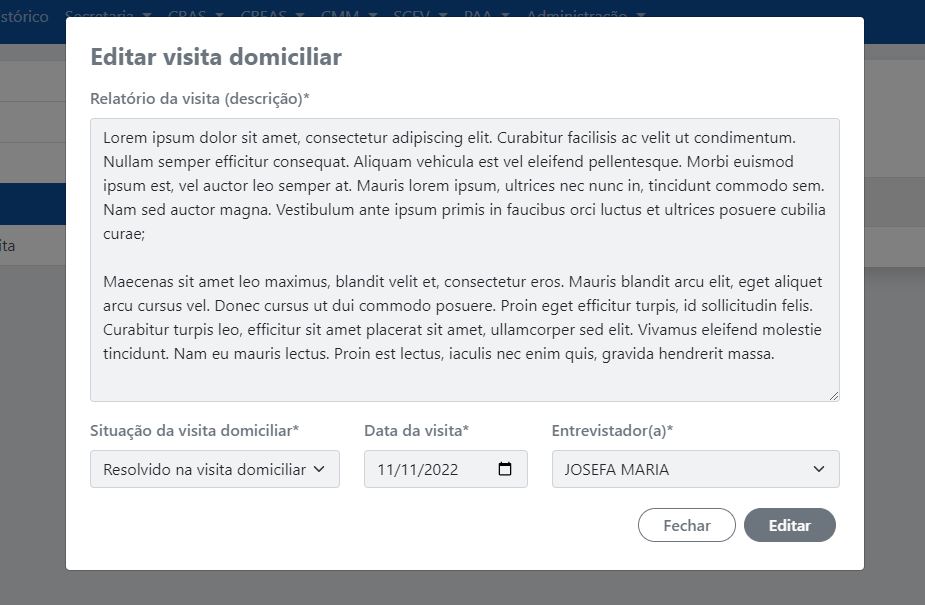 stórico Secretaria CRAS CREAS CMM SCFV PAA Administração
Editar visita domiciliar
Relatório da visita (descrição)*
Lorem ipsum dolor sit amet, consectetur adipiscing elit. Curabitur facilisis ac velit ut condimentum.
Nullam semper efficitur consequat. Aliquam vehicula est vel eleifend pellentesque. Morbi euismod
ipsum est, vel auctor leo semper at. Mauris lorem ipsum, ultrices nec nunc in, tincidunt commodo sem.
Nam sed auctor magna. Vestibulum ante ipsum primis in faucibus orci luctus et ultrices posuere cubilia
curae;
Maecenas sit amet leo maximus, blandit velit et, consectetur eros. Mauris blandit arcu elit, eget aliquet
arcu cursus vel. Donec cursus ut dui commodo posuere. Proin eget efficitur turpis, id sollicitudin felis.
Curabitur turpis leo, efficitur sit amet placerat sit amet, ullamcorper sed elit. Vivamus eleifend molestie
tincidunt. Nam eu mauris lectus. Proin est lectus, iaculis nec enim quis, gravida hendrerit massa.
ita
Situação da visita domiciliar* Data da visita* Entrevistador(a)*
Resolvido na visita domiciliar 11/11/2022 JOSEFA MARIA
Fechar Editar